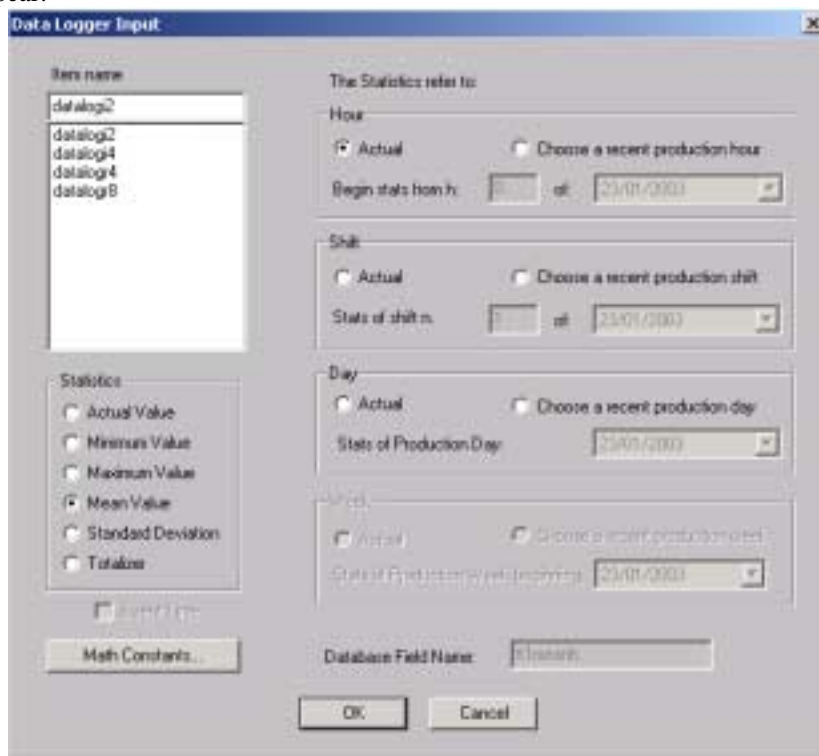 Data Logger Input
Item name
datalogi2
datalogi2
datalogi4
datalogr4
datalogr8
The Statistics refer to:
Hour
Actual
Choose a recent production hour
Begin stats from h:
of:
23/01/2003
Shift
Actual
Choose a recent production shift
Stats of shift n.
of:
23/01/2003
Day
Actual
Choose a recent production day
Stats of Production Day:
23/01/2003
Week
Actual
Choose a recent production week
23/01/2003
Statistics
Actual Value
Minimum Value
Maximum Value
Mean Value
Standard Deviation
Totalizer
Math Constants...
Database Field Name:
OK
Cancel